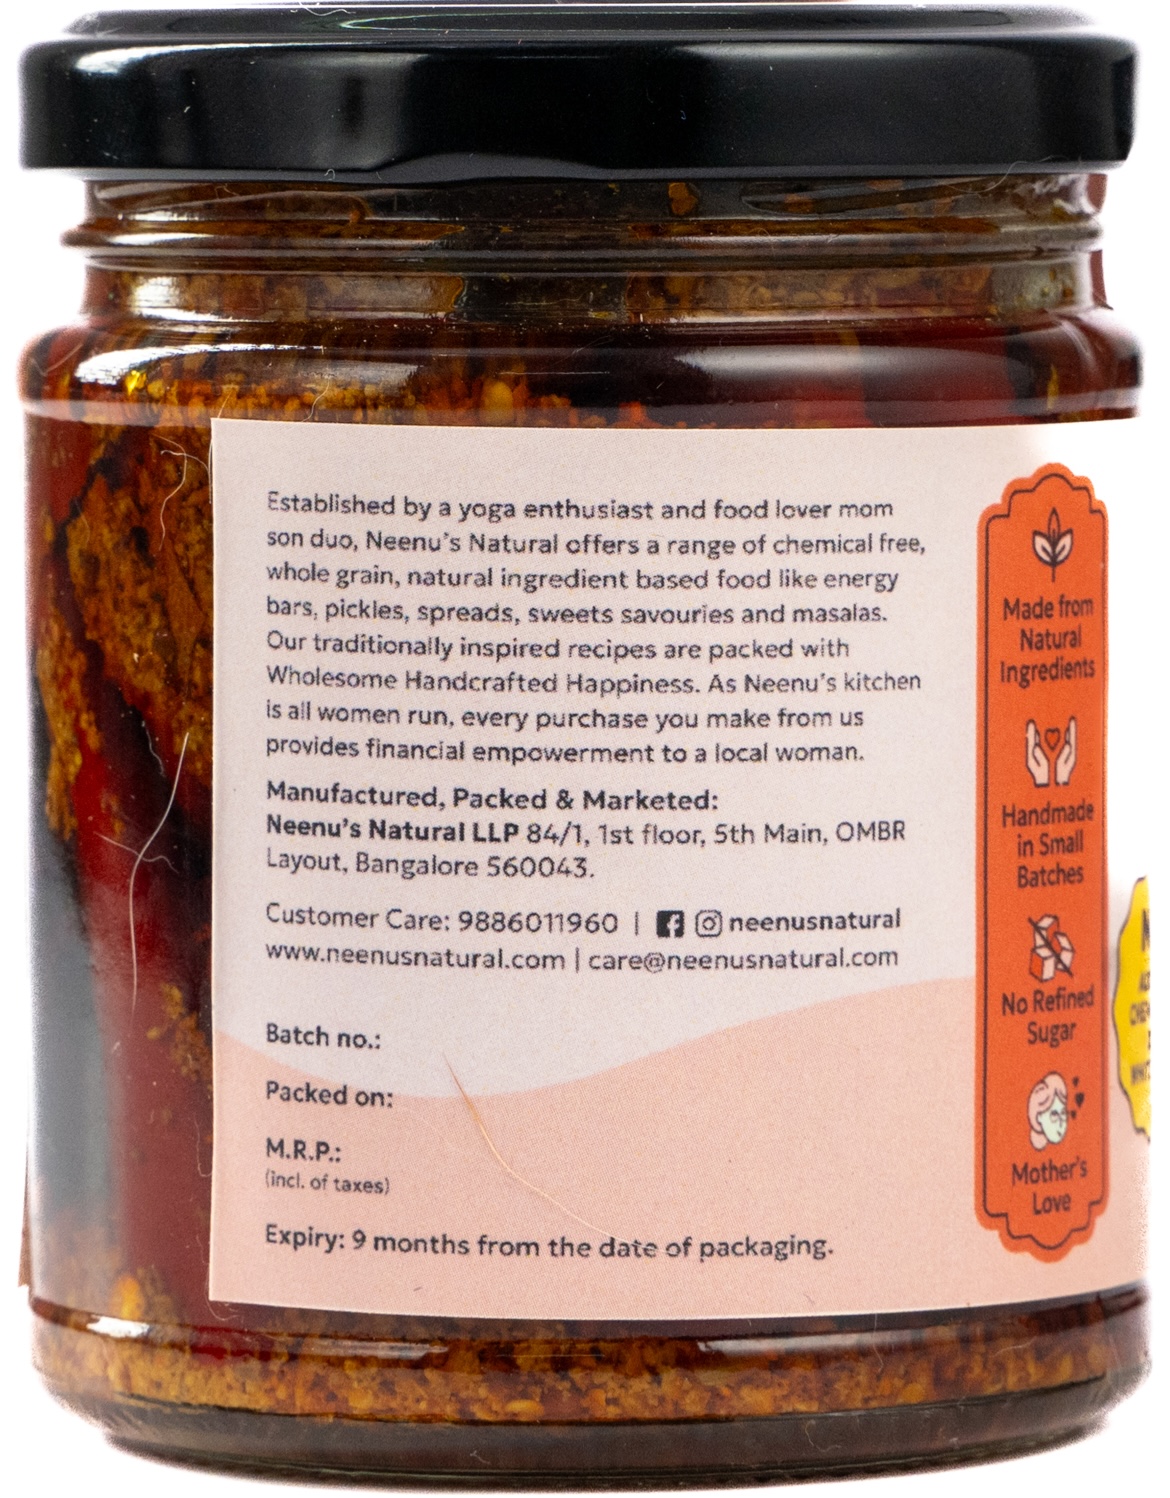 Established by a yoga enthusiast and food lover mom
son duo, Neenu's Natural offers a range of chemical free,
whole grain, natural ingredient based food like energy
bars, pickles, spreads, sweets savouries and masalas.
Our traditionally inspired recipes are packed with
Wholesome Handcrafted Happiness. As Neenu's kitchen
is all women run, every purchase you make from us
provides financial empowerment to a local woman.
Manufactured, Packed & Marketed:
Neenu's Natural LLP 84/1, 1st floor, 5th Main, OMBR
Layout, Bangalore 560043.
Customer Care: 9886011960 | neenusnatural
www.neenusnatural.com | care@neenusnatural.com
Batch no.:
Packed on:
M.R.P.:
(incl. of taxes)
Expiry: 9 months from the date of packaging.
Made from
Natural
Ingredients
Handmade
in Small
Batches
No Refined
Sugar
Mother's
Love